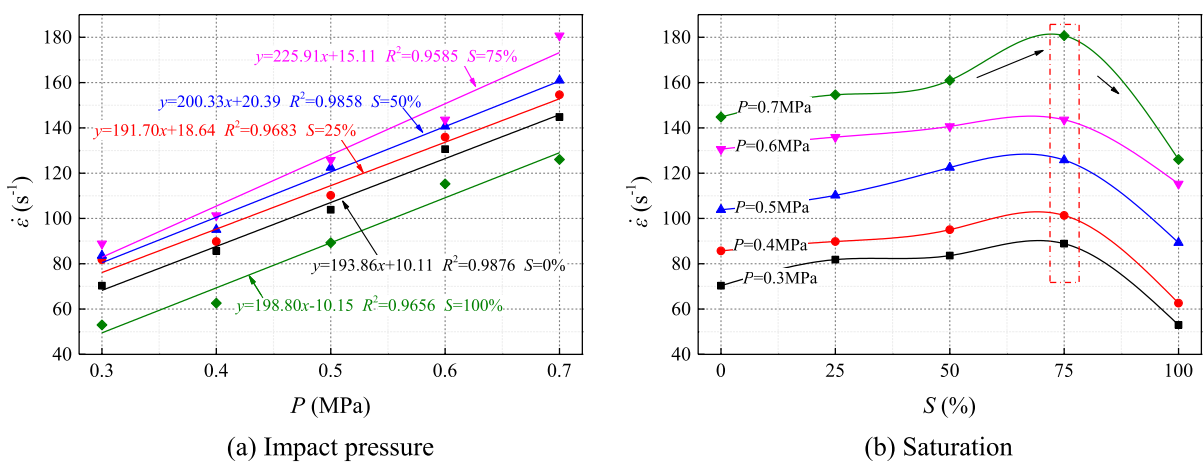 180
160
140
120
100
80
60
40
ε̇ (s⁻¹)
y=225.91x+15.11 R²=0.9585 S=75%
y=200.33x+20.39 R²=0.9858 S=50%
y=191.70x+18.64 R²=0.9683 S=25%
y=193.86x+10.11 R²=0.9876 S=0%
y=198.80x-10.15 R²=0.9656 S=100%
0.3 0.4 0.5 0.6 0.7
P (MPa)
(a) Impact pressure
180
160
140
120
100
80
60
40
ε̇ (s⁻¹)
P=0.7MPa
P=0.6MPa
P=0.5MPa
P=0.4MPa
P=0.3MPa
0 25 50 75 100
S (%)
(b) Saturation